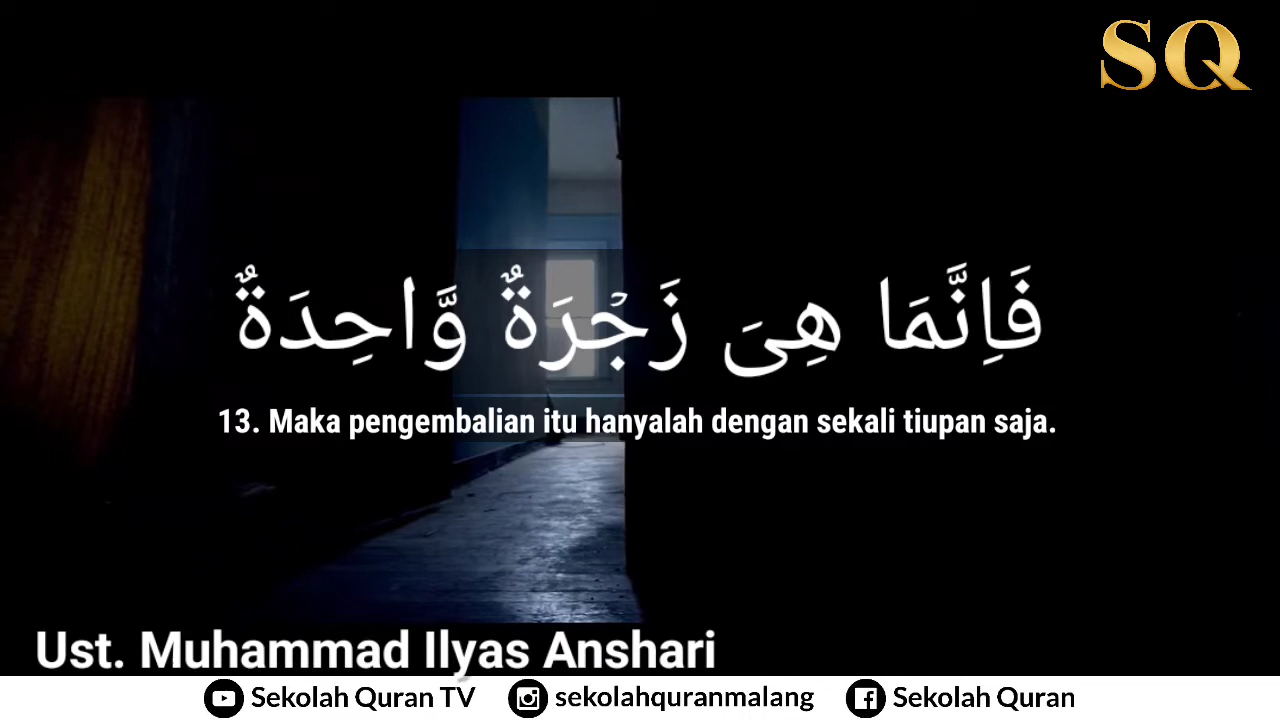 SQ
فَاِنَّمَا هِىَ زَجْرَةٌ وَّاحِدَةٌ
13. Maka pengembalian itu hanyalah dengan sekali tiupan saja.
Ust. Muhammad Ilyas Anshari
Sekolah Quran TV sekolahquranmalang Sekolah Quran